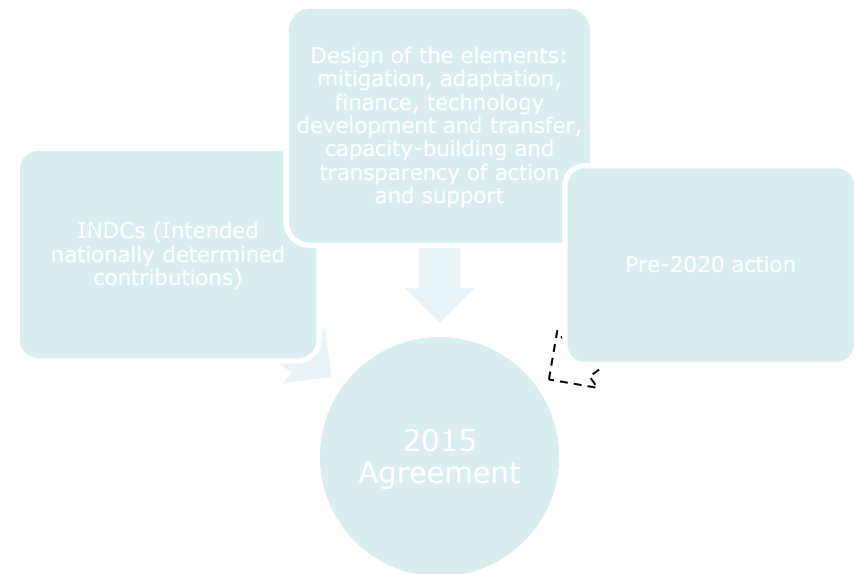 Design of the elements:
mitigation, adaptation,
finance, technology
development and transfer,
capacity-building and
transparency of action
and support
INDCs (Intended
nationally determined
contributions)
Pre-2020 action
2015
Agreement